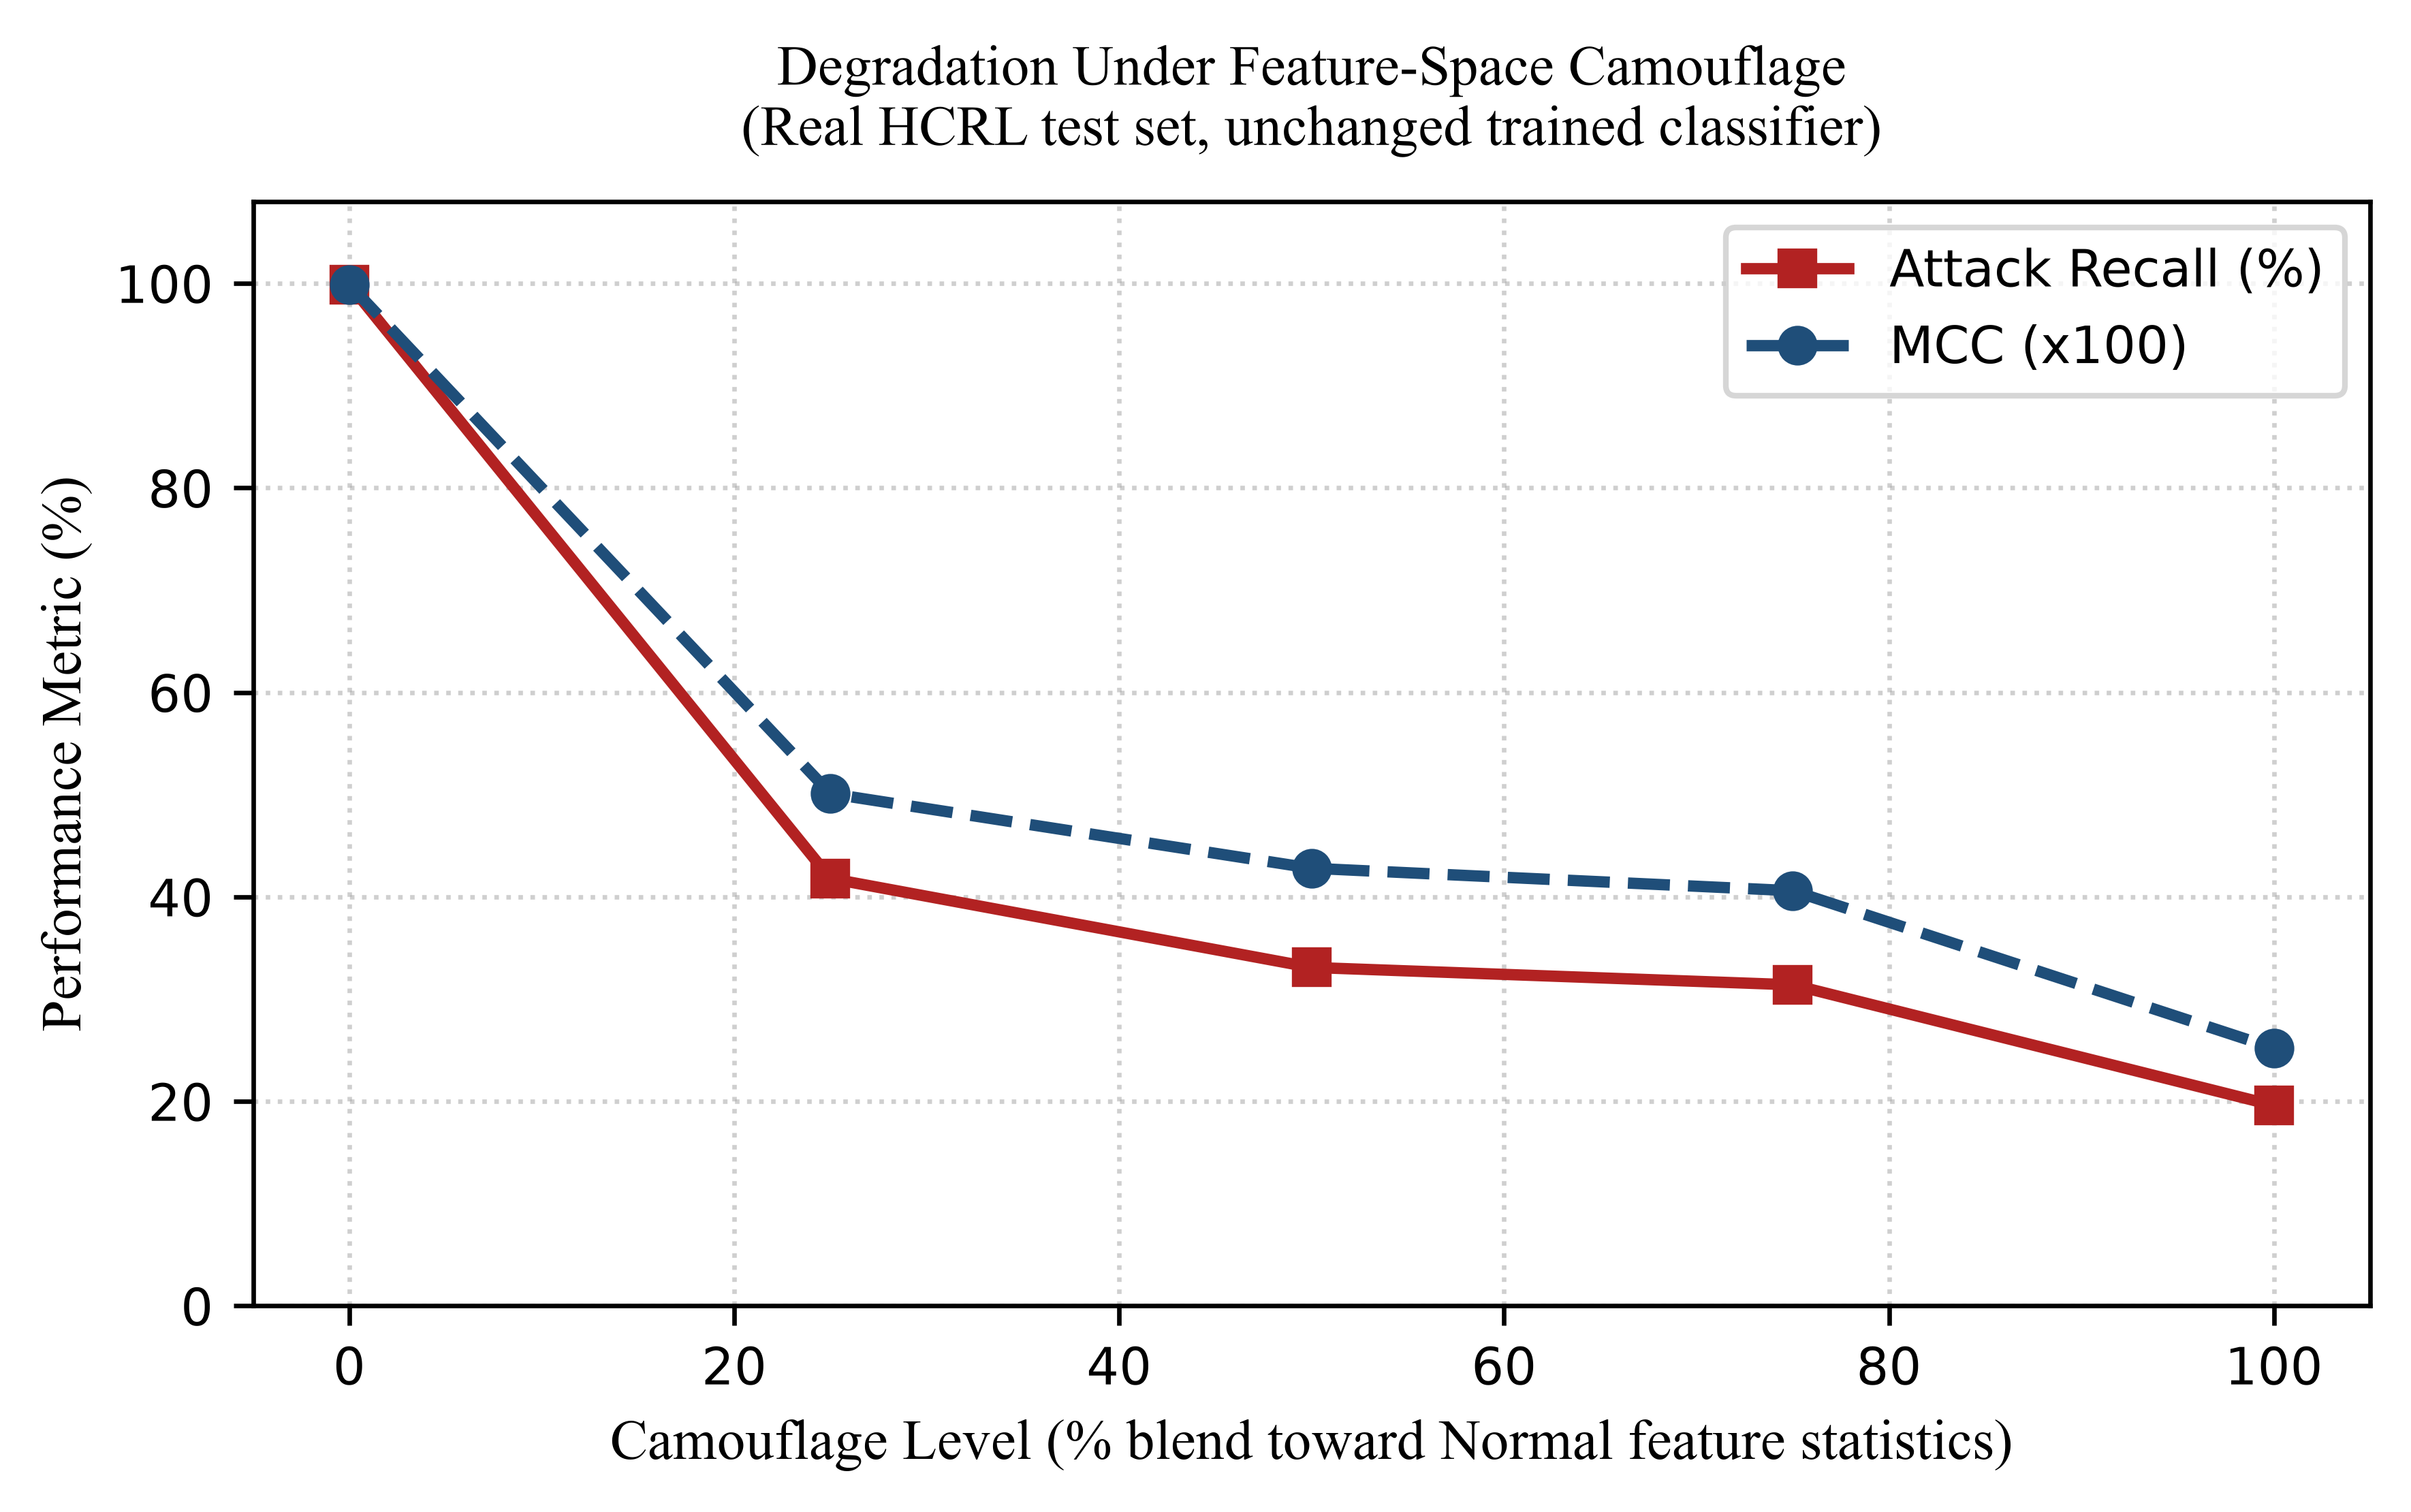 Degradation Under Feature-Space Camouflage
(Real HCRL test set, unchanged trained classifier)
Attack Recall (%)
MCC (x100)
Performance Metric (%)
100
80
60
40
20
0
0 20 40 60 80 100
Camouflage Level (% blend toward Normal feature statistics)